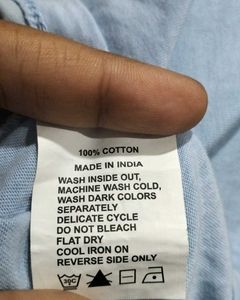 100% COTTON
MADE IN INDIA
WASH INSIDE OUT,
MACHINE WASH COLD,
WASH DARK COLORS
SEPARATELY
DELICATE CYCLE
DO NOT BLEACH
FLAT DRY
COOL IRON ON
REVERSE SIDE ONLY
30C